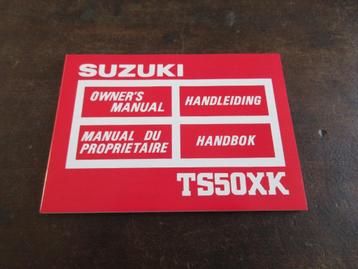 SUZUKI
OWNER'S
MANUAL
HANDLEIDING
MANUAL DU
PROPRIETAIRE
HANDBOK
TS50XK